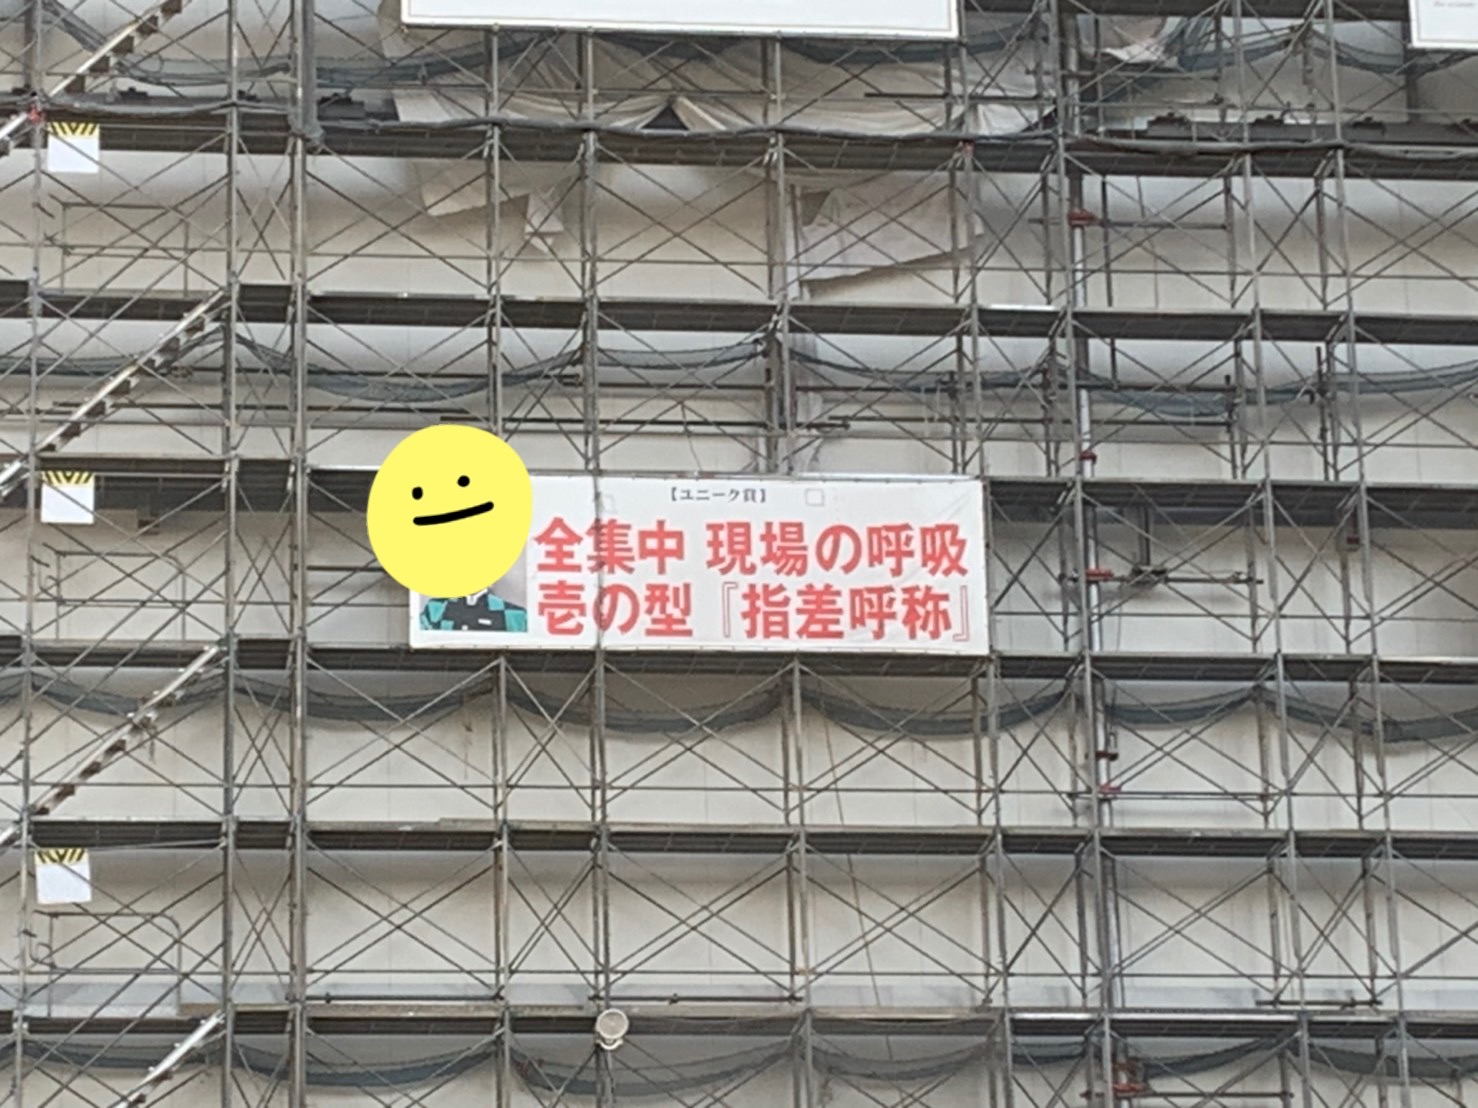 【ユニーク賞】
全集中 現場の呼吸
壱の型『指差呼称』